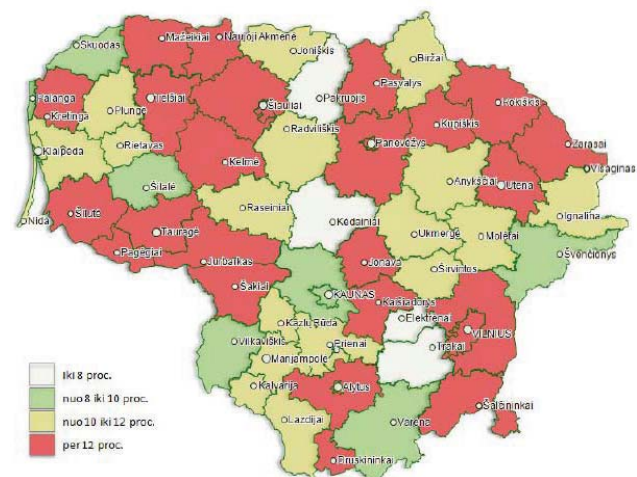 Skuodas
Mažeikiai
Naujoji Akmenė
Joniškis
Biržai
Palanga
Kretinga
Plungė
Telšiai
Šiauliai
Pakruojis
Pasvalys
Rokiškis
Klaipėda
Rietavas
Radviliškis
Panevėžys
Kupiškis
Zarasai
Visaginas
Kelmė
Šilalė
Anykščiai
Utena
Nida
Šilutė
Raseiniai
Kėdainiai
Ignalina
Tauragė
Ukmergė
Molėtai
Pagėgiai
Jurbarkas
Jonava
Širvintos
Švenčionys
Šakiai
KAUNAS
Kaišiadorys
Kazlų Rūda
Elektrėnai
VILNIUS
Vilkaviškis
Prienai
Trakai
Marijampolė
Kalvarija
Alytus
Šalčininkai
Lazdijai
Varėna
Druskininkai
iki 8 proc.
nuo 8 iki 10 proc.
nuo 10 iki 12 proc.
per 12 proc.